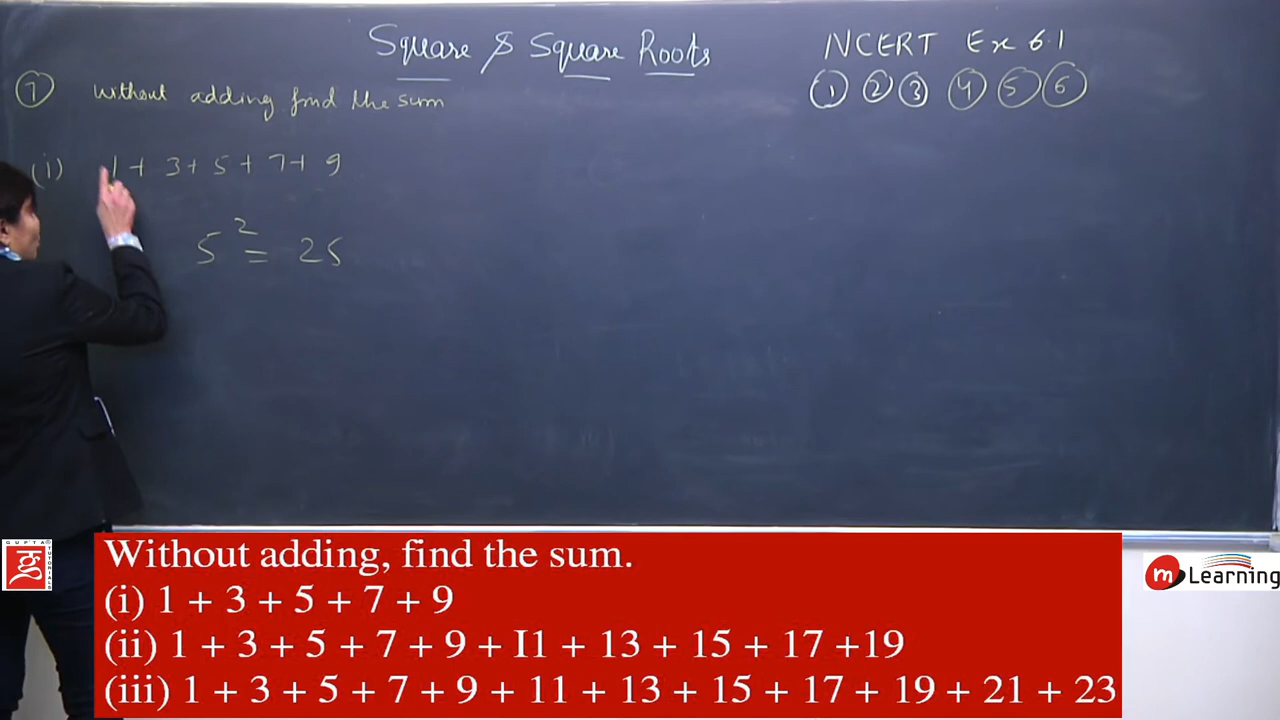 Square & Square Roots
NCERT Ex 6.1
1 2 3 4 5 6
7 without adding find the sum
(i) 1 + 3 + 5 + 7 + 9
5² = 25
GUPTA TUTORIALS
Without adding, find the sum.
(i) 1 + 3 + 5 + 7 + 9
(ii) 1 + 3 + 5 + 7 + 9 + I1 + 13 + 15 + 17 +19
(iii) 1 + 3 + 5 + 7 + 9 + 11 + 13 + 15 + 17 + 19 + 21 + 23
m Learning